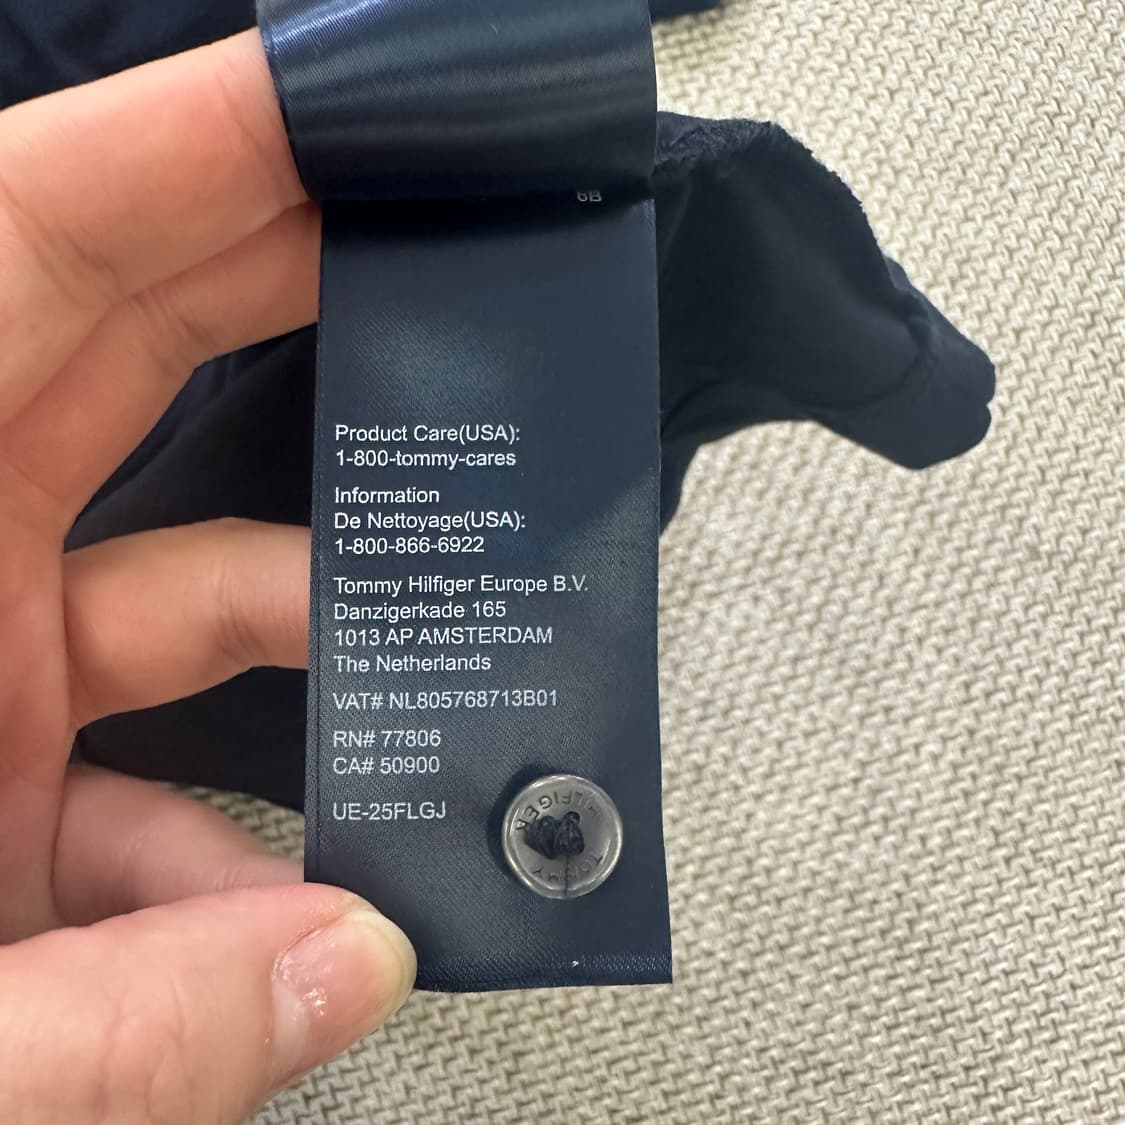 6B
Product Care(USA):
1-800-tommy-cares
Information
De Nettoyage(USA):
1-800-866-6922
Tommy Hilfiger Europe B.V.
Danzigerkade 165
1013 AP AMSTERDAM
The Netherlands
VAT# NL805768713B01
RN# 77806
CA# 50900
UE-25FLGJ
TOMMY
HILFIGER